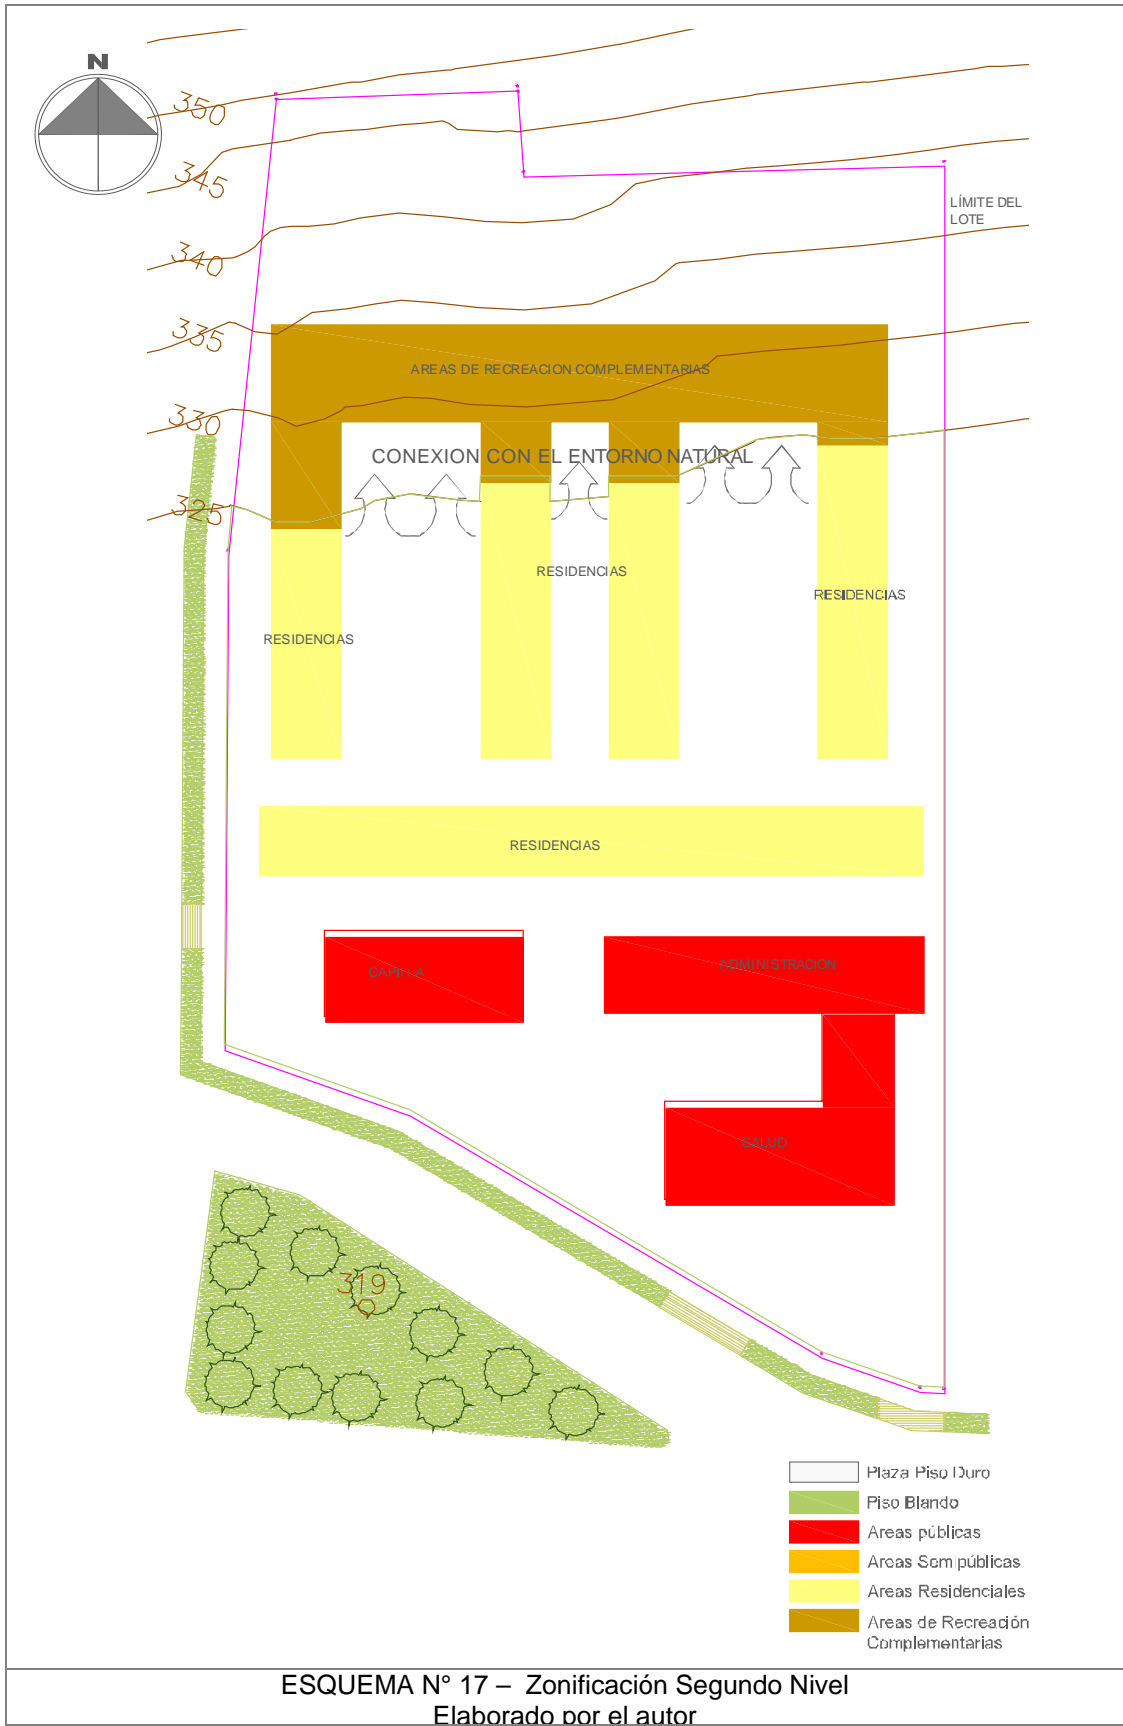 N
350
345
LÍMITE DEL
LOTE
340
335
AREAS DE RECREACION COMPLEMENTARIAS
330
CONEXION CON EL ENTORNO NATURAL
325
RESIDENCIAS
RESIDENCIAS
RESIDENCIAS
RESIDENCIAS
CAPILLA
ADMINISTRACION
SALUD
319
Plaza Piso Duro
Piso Blando
Areas públicas
Areas Semipúblicas
Areas Residenciales
Areas de Recreación
Complementarias
ESQUEMA N° 17 – Zonificación Segundo Nivel
Elaborado por el autor